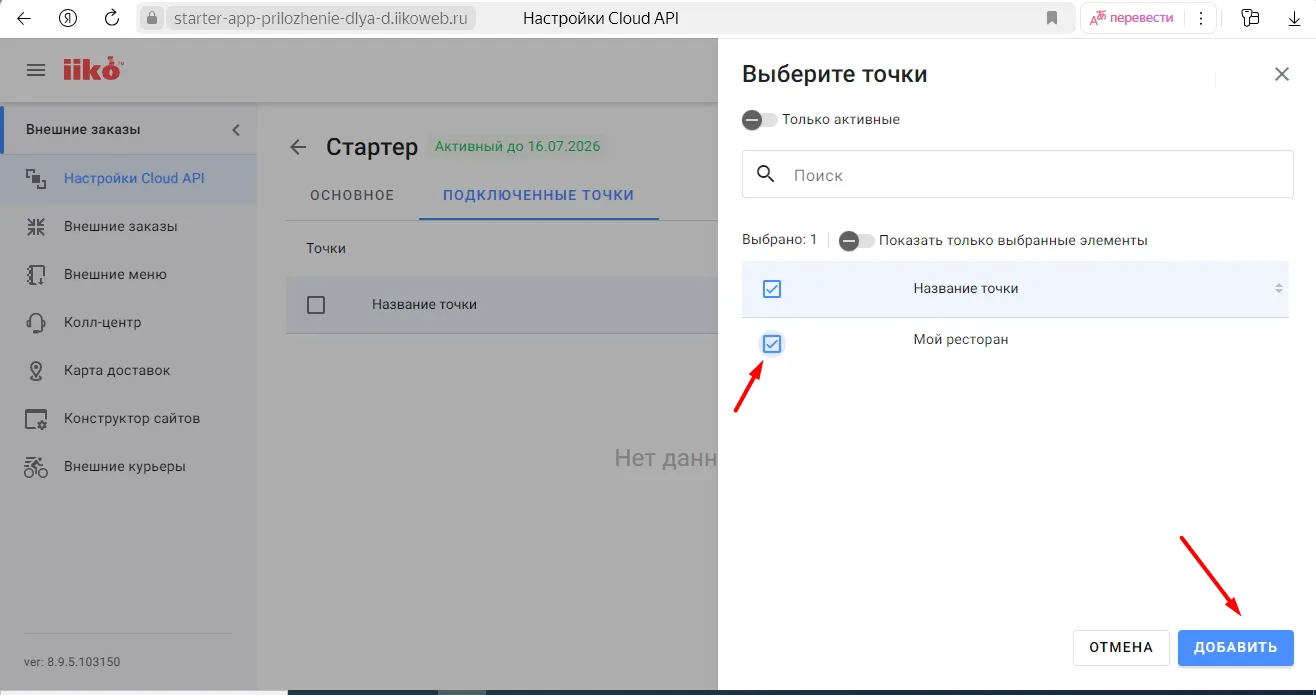 starter-app-prilozhenie-dlya-d.iikoweb.ru
Настройки Cloud API
перевести
iiko
Внешние заказы
Настройки Cloud API
Внешние заказы
Внешние меню
Колл-центр
Карта доставок
Конструктор сайтов
Внешние курьеры
ver: 8.9.5.103150
Стартер
Активный до 16.07.2026
ОСНОВНОЕ
ПОДКЛЮЧЕННЫЕ ТОЧКИ
Точки
Название точки
Нет данн
Выберите точки
Только активные
Поиск
Выбрано: 1
Показать только выбранные элементы
Название точки
Мой ресторан
ОТМЕНА
ДОБАВИТЬ